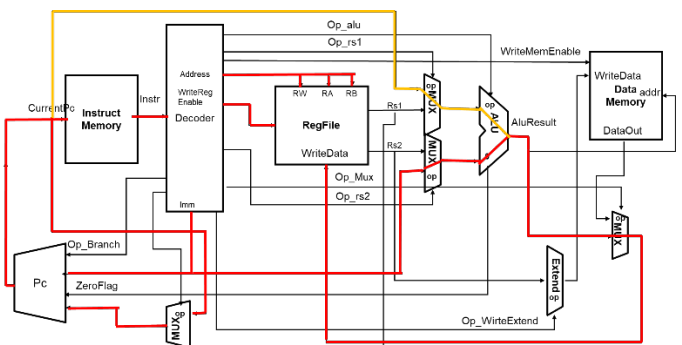 Op_alu
Op_rs1
WriteMemEnable
Address
RW RA RB
WriteReg
Enable
Decoder
CurrentPc
Instruct
Memory
Instr
RegFile
WriteData
Rs1
Rs2
op
MUX
MUX
op
op
ALU
op
AluResult
WriteData
Data
Memory
addr
DataOut
Op_Mux
Op_rs2
Imm
Op_Branch
Pc
ZeroFlag
MUX
op
Op_WirteExtend
Extend
op
op
MUX